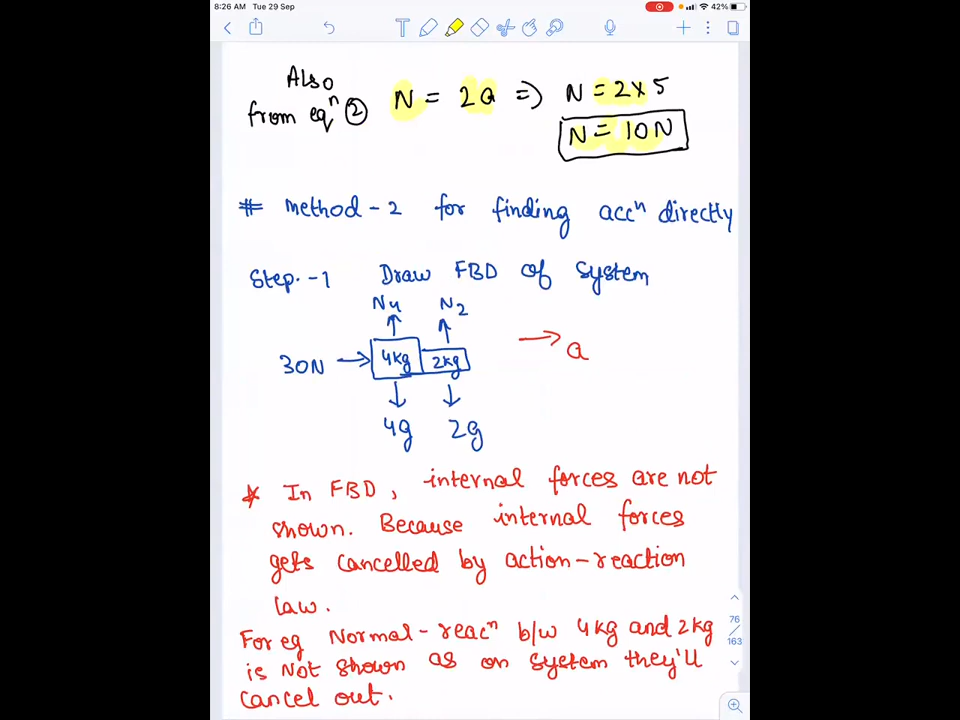 8:26 AM Tue 29 Sep 42%
Also
from eqⁿ ② N = 2a => N = 2×5
N = 10N
# Method-2 for finding accⁿ directly
Step.-1 Draw FBD of System
N4 N2
30N 4kg 2kg a
4g 2g
* In FBD, internal forces are not
shown. Because internal forces
gets cancelled by action-reaction
law.
For eg Normal-reacⁿ b/w 4kg and 2kg
is Not shown as on system they'll
cancel out.
76
/
163